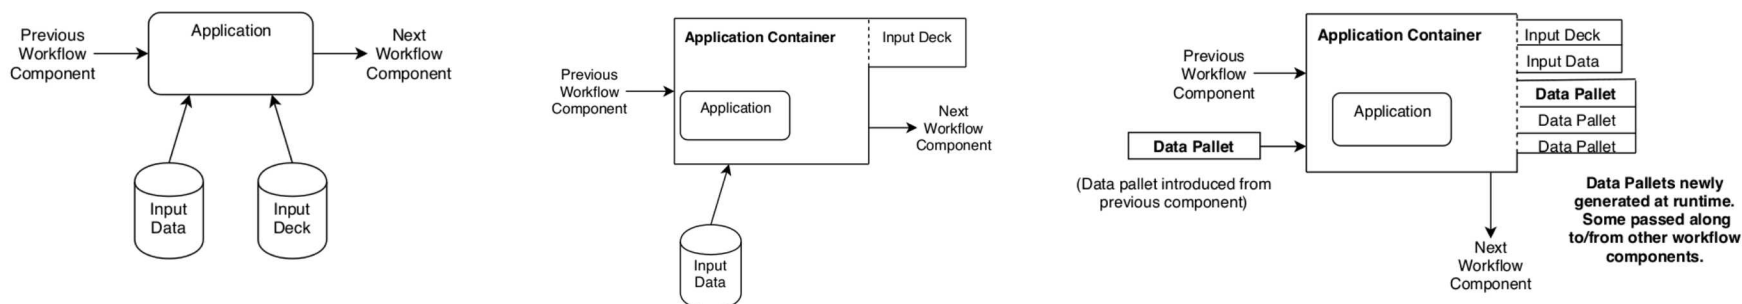 Previous
Workflow
Component
Application
Next
Workflow
Component
Input
Data
Input
Deck
Application Container
Input Deck
Previous
Workflow
Component
Application
Next
Workflow
Component
Input
Data
Application Container
Input Deck
Input Data
Previous
Workflow
Component
Application
Data Pallet
Data Pallet
Data Pallet
Data Pallet
(Data pallet introduced from
previous component)
Data Pallets newly
generated at runtime.
Some passed along
to/from other workflow
components.
Next
Workflow
Component